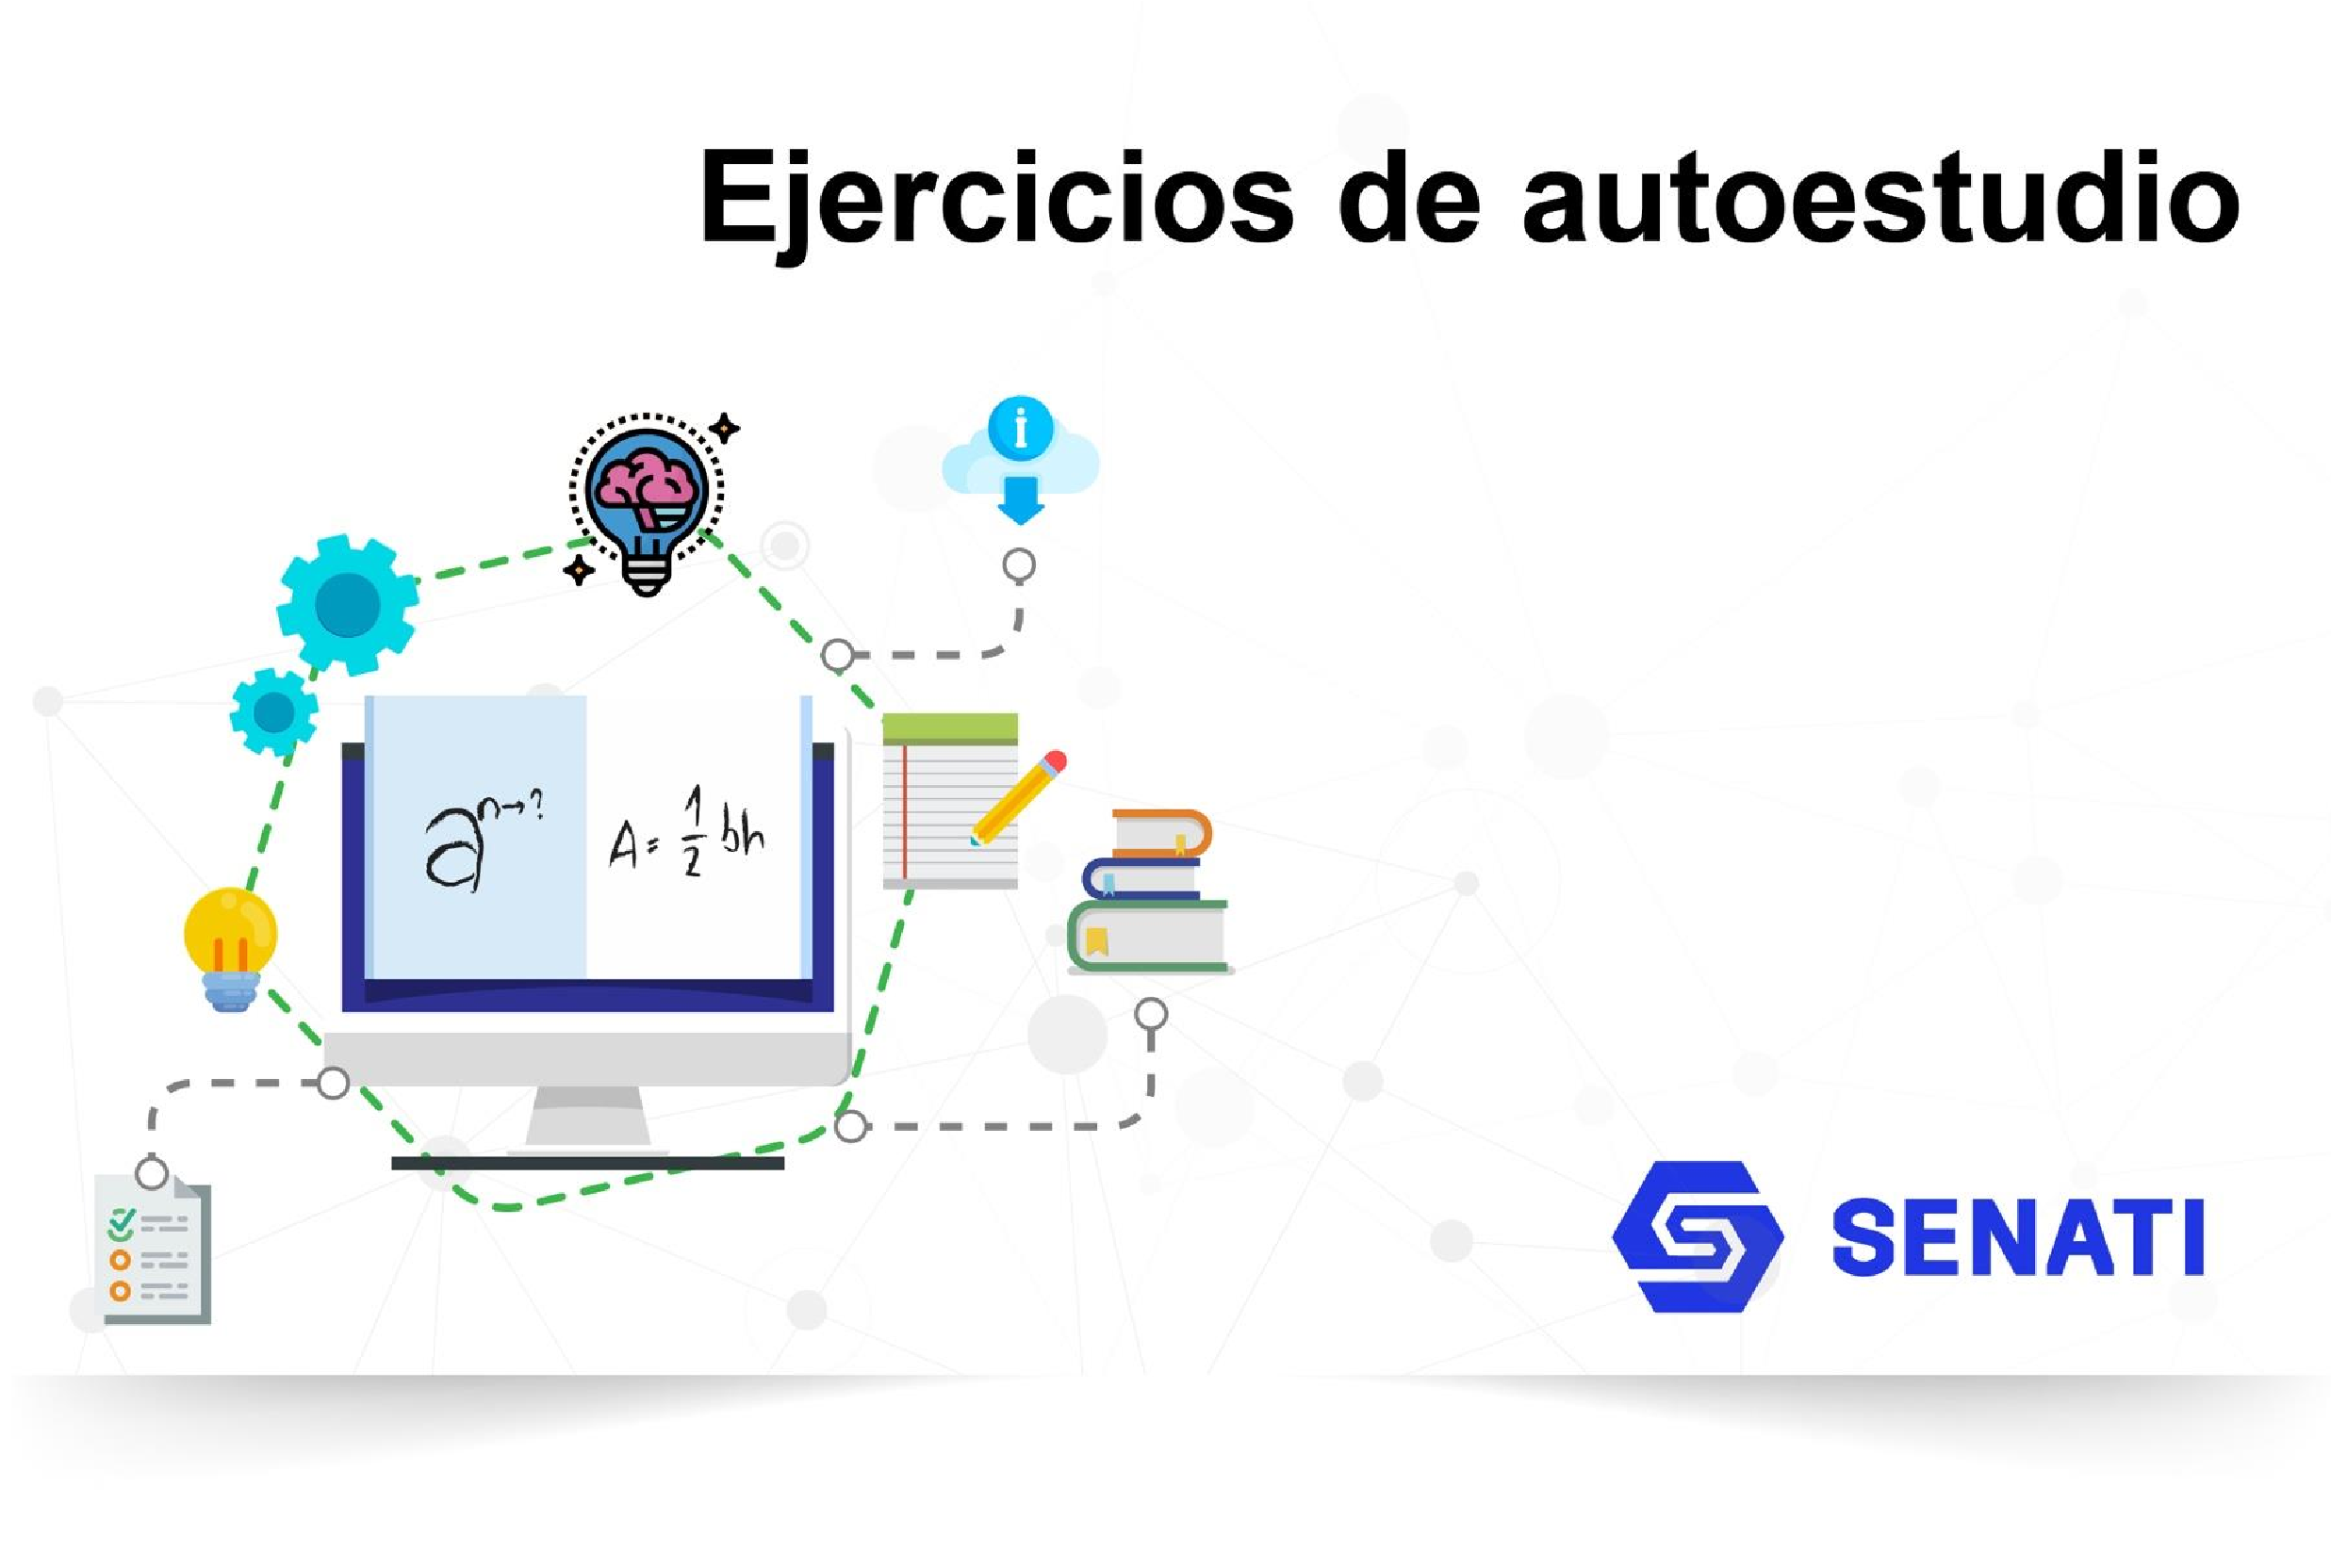 Ejercicios de autoestudio
i
a^{n→?}
A = 1/2 bh
SENATI